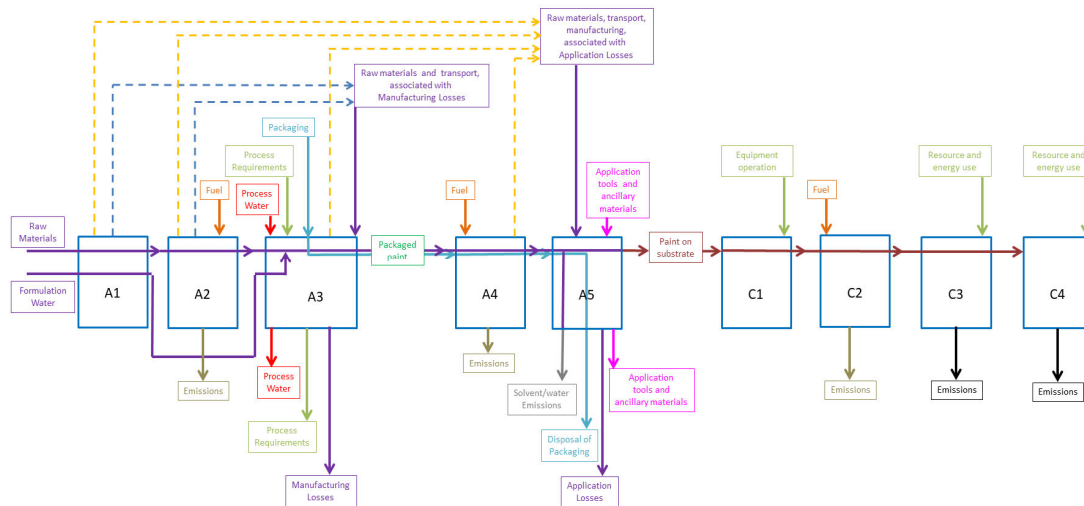 Raw materials, transport,
manufacturing,
associated with
Application Losses
Raw materials and transport,
associated with
Manufacturing Losses
Packaging
Process
Requirements
Equipment
operation
Resource and
energy use
Resource and
energy use
Application
tools and
ancillary
materials
Fuel
Process
Water
Fuel
Fuel
Raw
Materials
Packaged
paint
Paint on
substrate
Formulation
Water
A1
A2
A3
A4
A5
C1
C2
C3
C4
Emissions
Process
Water
Emissions
Solvent/water
Emissions
Application
tools and
ancillary materials
Emissions
Emissions
Emissions
Process
Requirements
Disposal of
Packaging
Manufacturing
Losses
Application
Losses